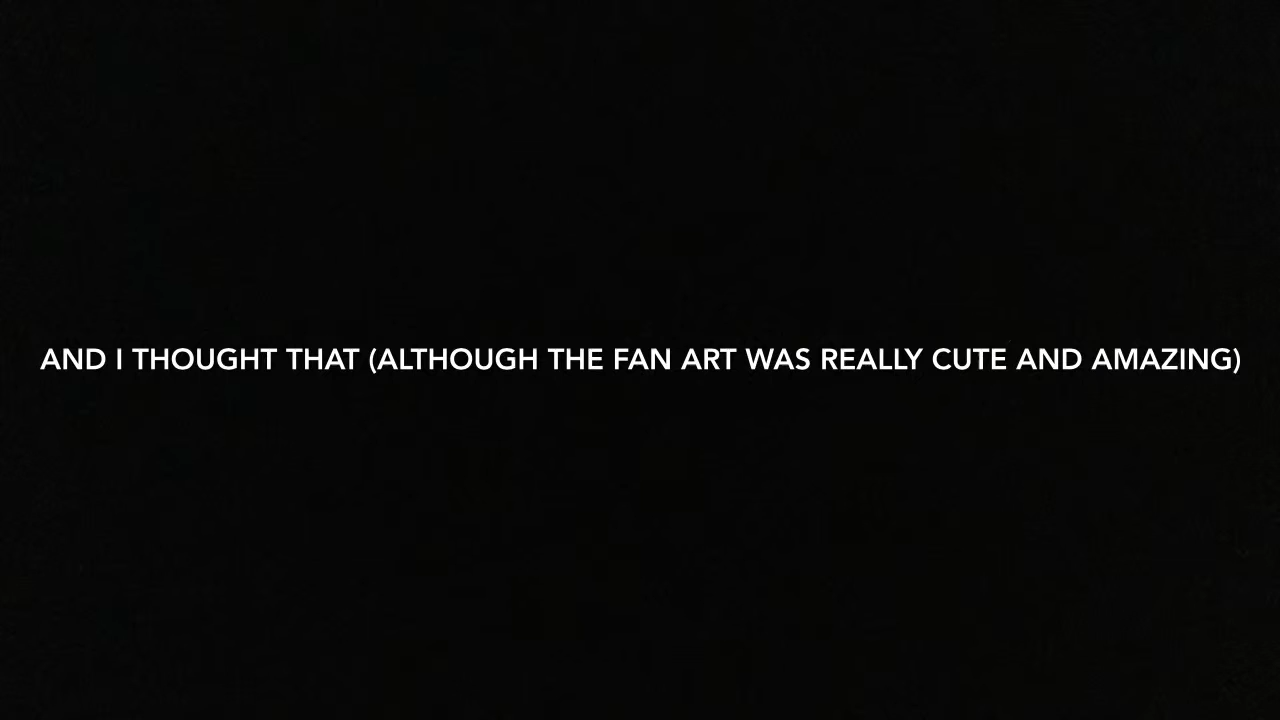 AND I THOUGHT THAT (ALTHOUGH THE FAN ART WAS REALLY CUTE AND AMAZING)